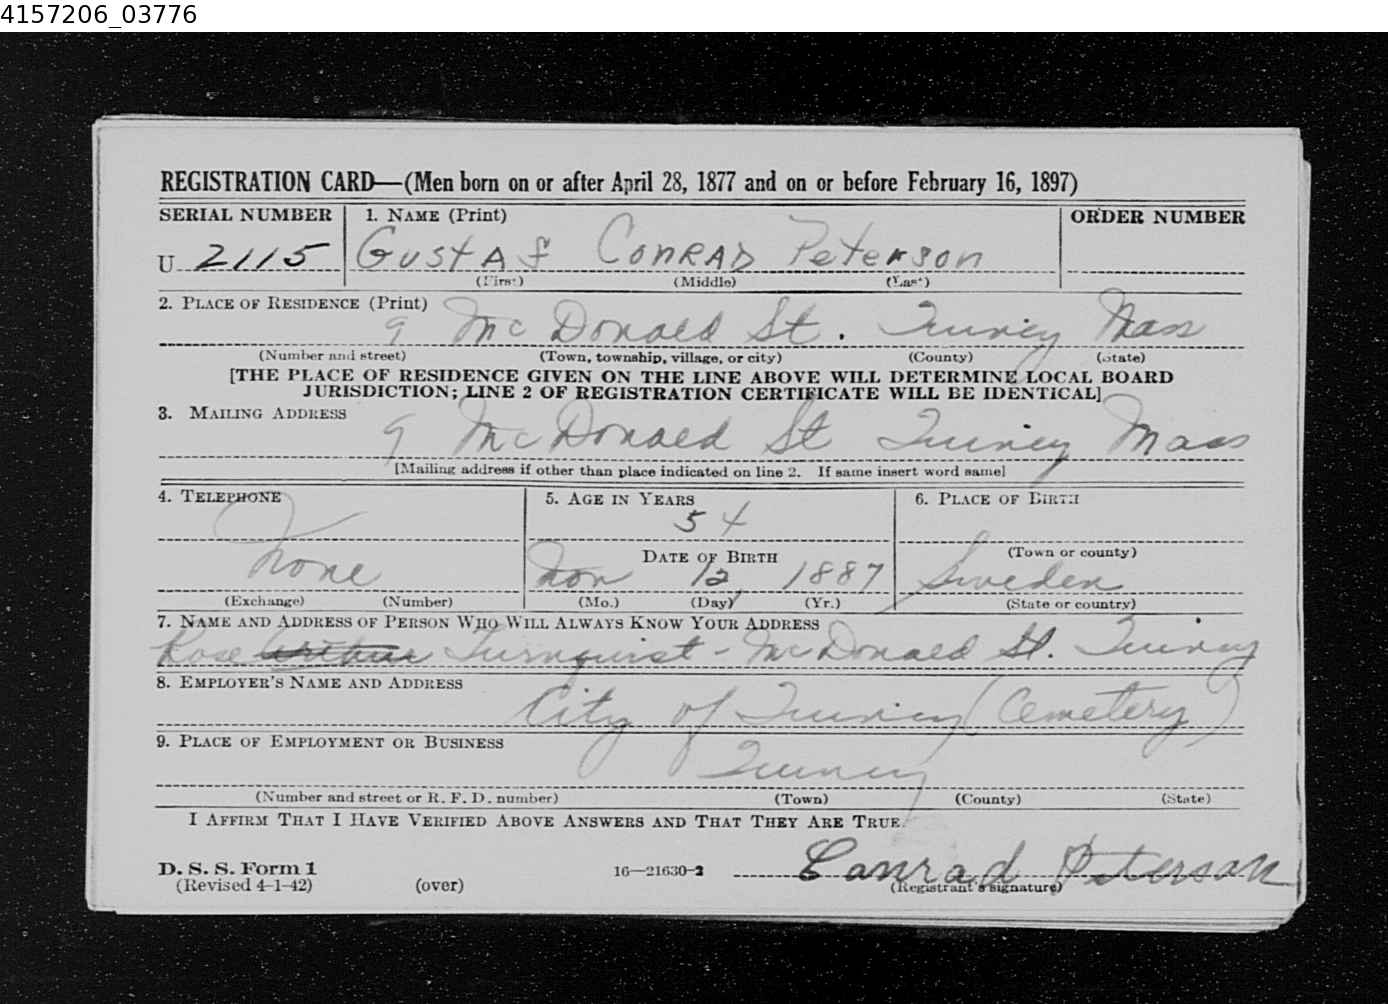 4157206_03776
REGISTRATION CARD—(Men born on or after April 28, 1877 and on or before February 16, 1897)
SERIAL NUMBER 1. NAME (Print) ORDER NUMBER
U 2115 Gustaf Conrad Peterson
(First) (Middle) (Last)
2. PLACE OF RESIDENCE (Print)
9 McDonald St. Quincy Mass
(Number and street) (Town, township, village, or city) (County) (State)
[THE PLACE OF RESIDENCE GIVEN ON THE LINE ABOVE WILL DETERMINE LOCAL BOARD
JURISDICTION; LINE 2 OF REGISTRATION CERTIFICATE WILL BE IDENTICAL]
3. MAILING ADDRESS
9 McDonald St Quincy Mass
[Mailing address if other than place indicated on line 2. If same insert word same]
4. TELEPHONE 5. AGE IN YEARS 6. PLACE OF BIRTH
54
DATE OF BIRTH (Town or county)
None Nov 12 1887 Sweden
(Exchange) (Number) (Mo.) (Day) (Yr.) (State or country)
7. NAME AND ADDRESS OF PERSON WHO WILL ALWAYS KNOW YOUR ADDRESS
Rose Turnquist - McDonald St. Quincy
8. EMPLOYER'S NAME AND ADDRESS
City of Quincy (Cemetery)
9. PLACE OF EMPLOYMENT OR BUSINESS
Quincy
(Number and street or R. F. D. number) (Town) (County) (State)
I AFFIRM THAT I HAVE VERIFIED ABOVE ANSWERS AND THAT THEY ARE TRUE.
D. S. S. Form 1
(Revised 4-1-42) (over) 16—21630-2 Conrad Peterson
(Registrant's signature)